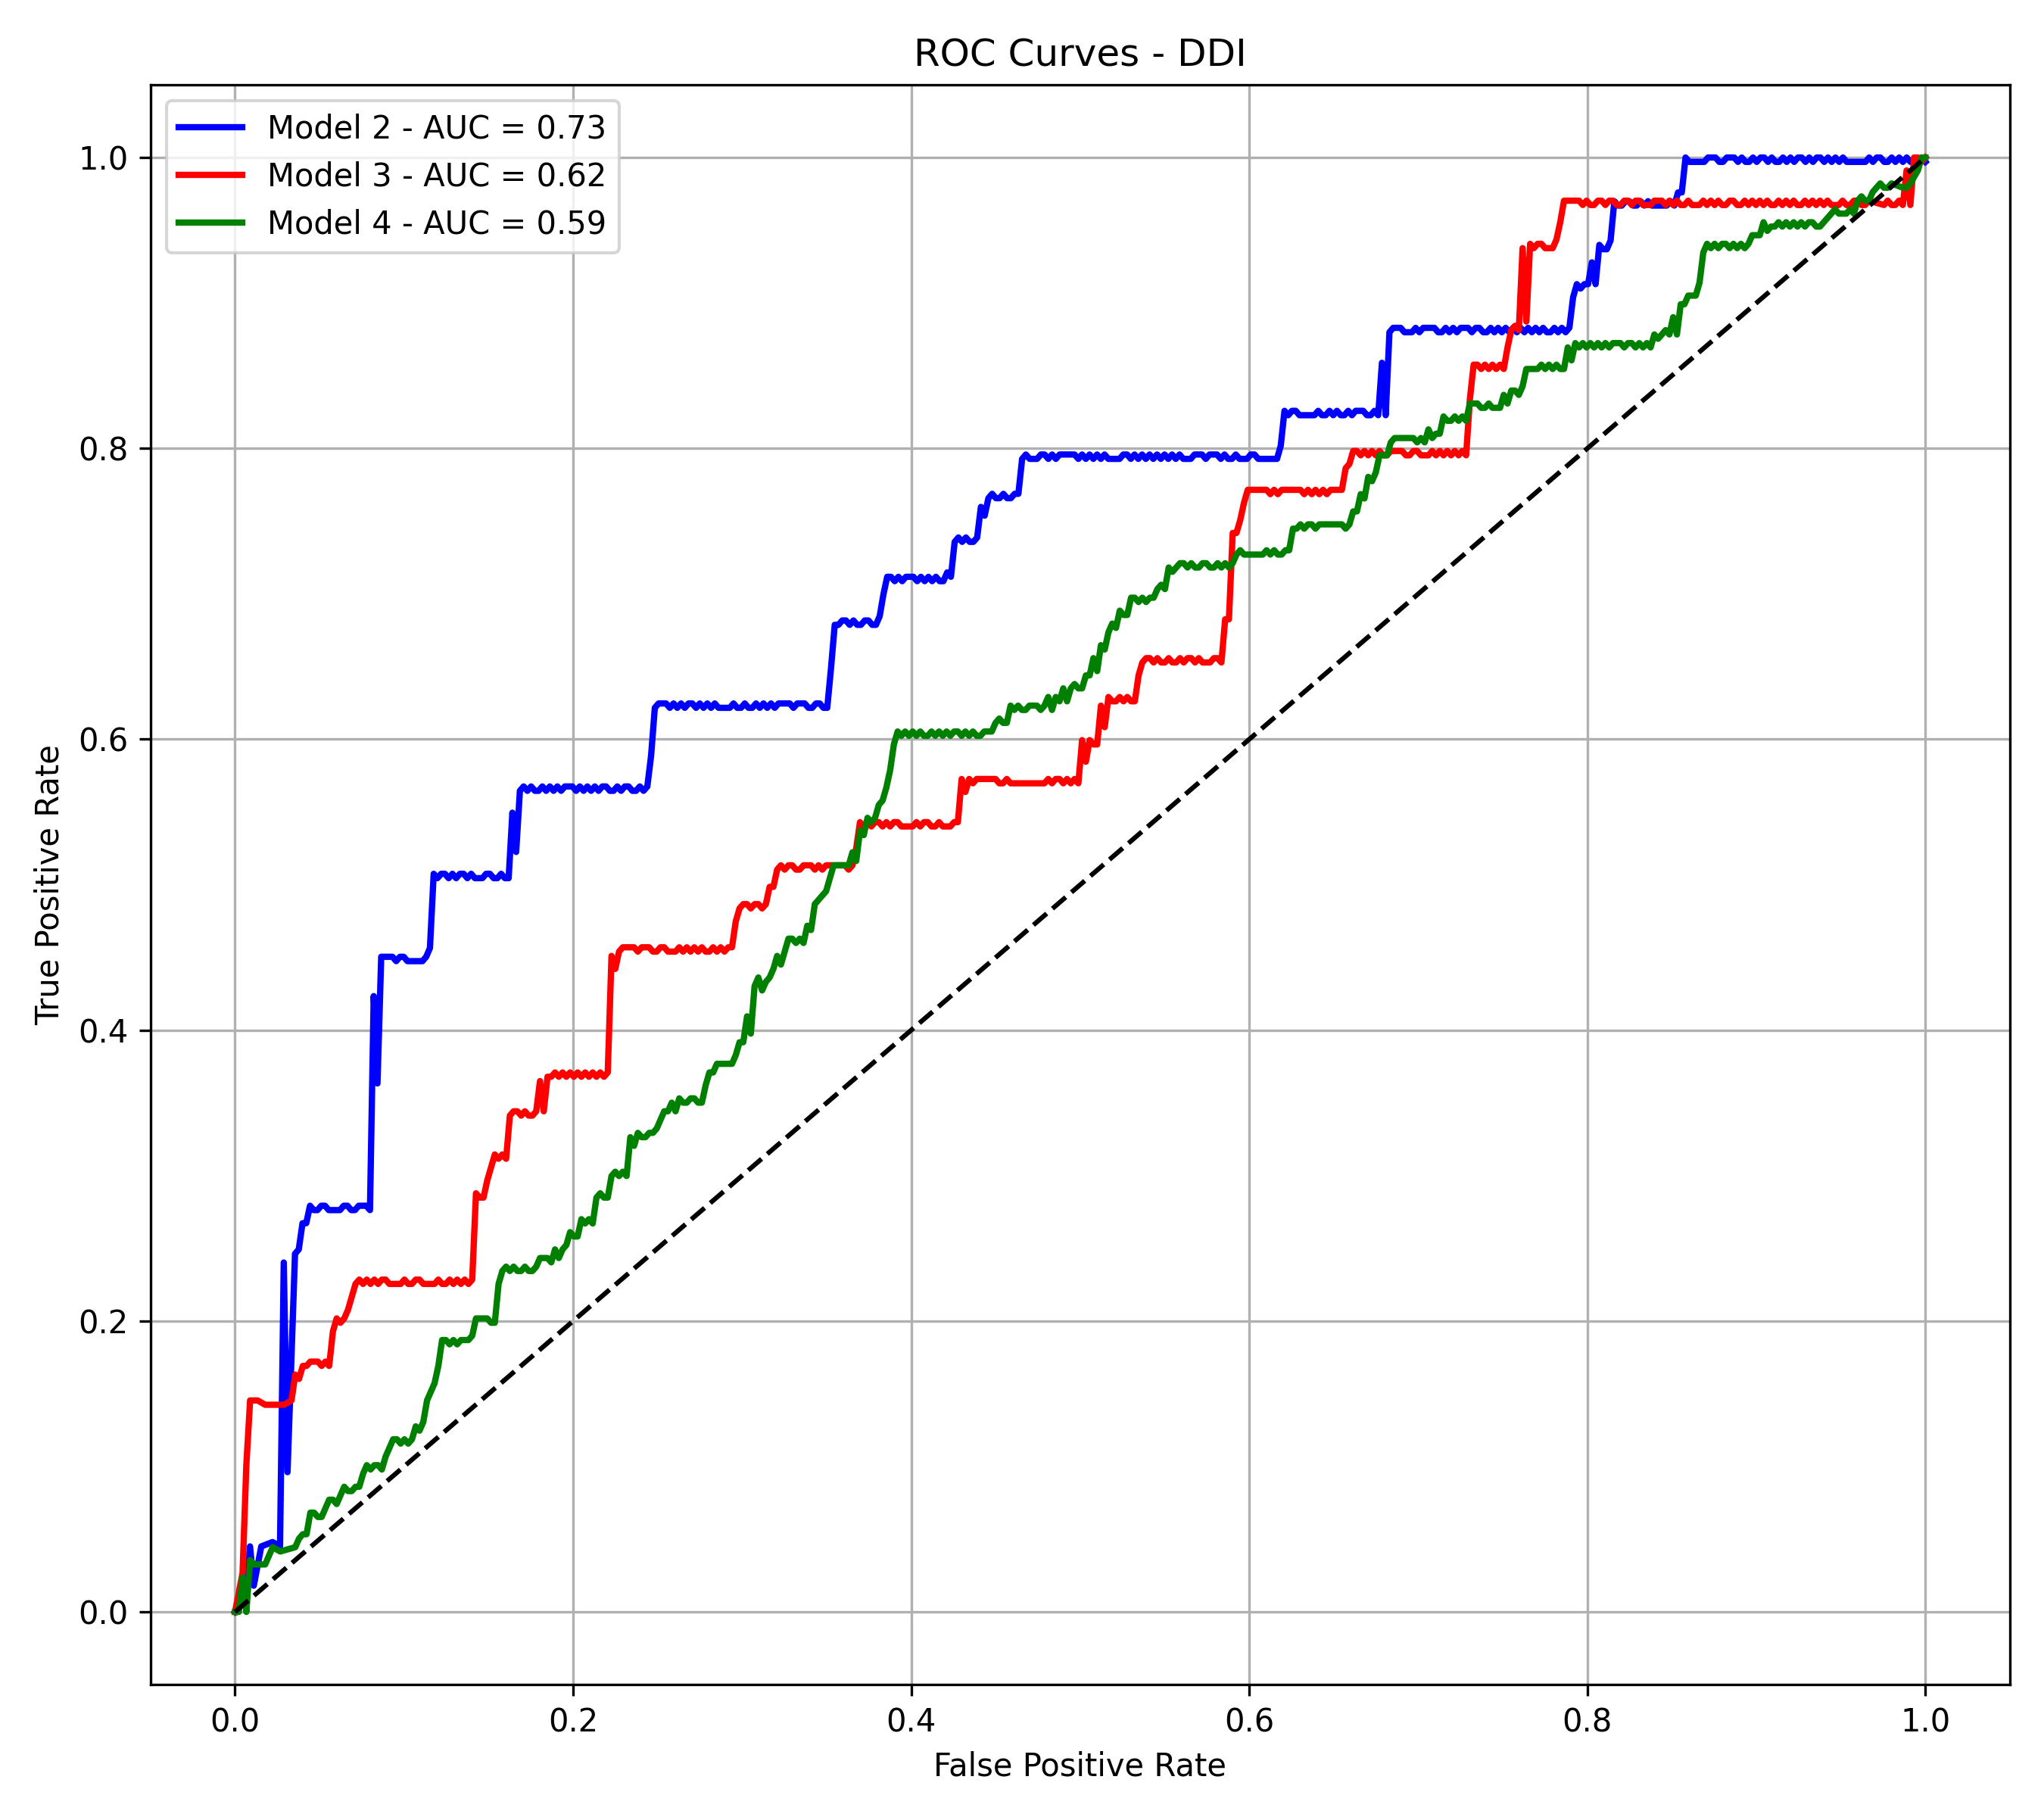 ROC Curves - DDI
Model 2 - AUC = 0.73
Model 3 - AUC = 0.62
Model 4 - AUC = 0.59
True Positive Rate
1.0
0.8
0.6
0.4
0.2
0.0
0.0 0.2 0.4 0.6 0.8 1.0
False Positive Rate